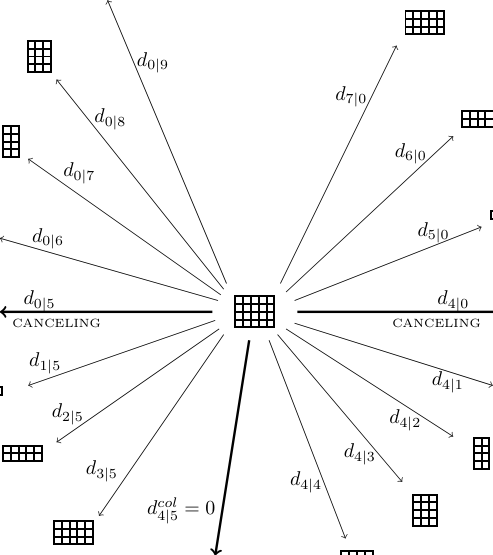 d_{0|9}
d_{7|0}
d_{0|8}
d_{6|0}
d_{0|7}
d_{5|0}
d_{0|6}
d_{0|5}
CANCELING
d_{4|0}
CANCELING
d_{1|5}
d_{4|1}
d_{2|5}
d_{4|2}
d_{3|5}
d_{4|3}
d_{4|4}
d^{col}_{4|5} = 0